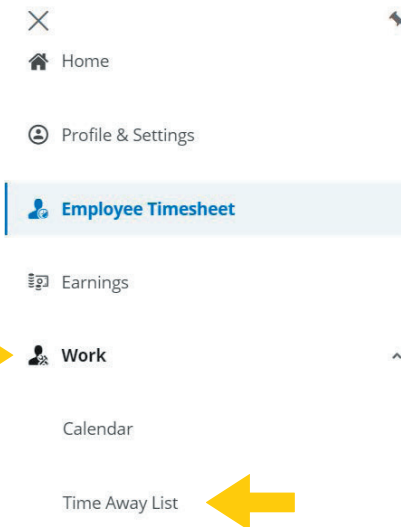 Home
Profile & Settings
Employee Timesheet
Earnings
Work
Calendar
Time Away List